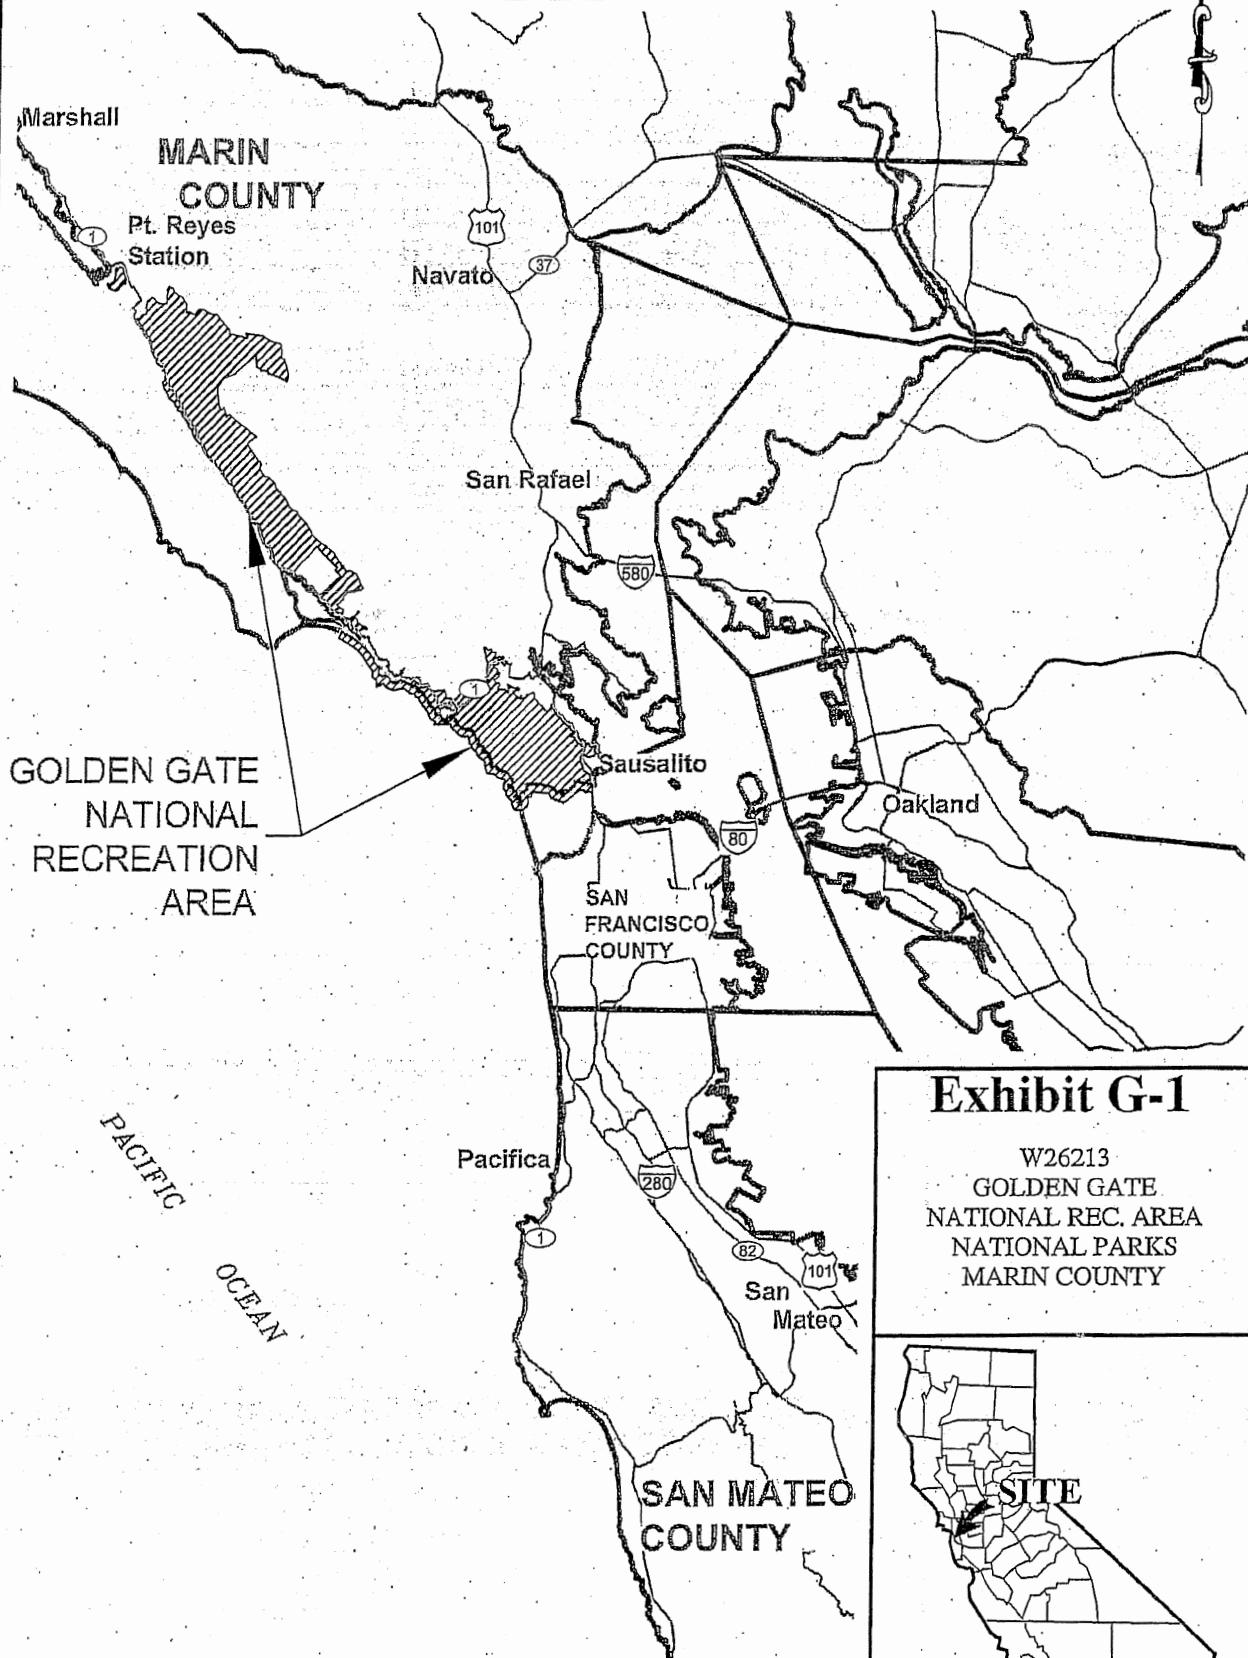 Marshall
MARIN
COUNTY
1
Pt. Reyes
Station
101
37
Navato
San Rafael
580
1
GOLDEN GATE
NATIONAL
RECREATION
AREA
Sausalito
Oakland
80
SAN
FRANCISCO
COUNTY
PACIFIC
OCEAN
Pacifica
280
1
82
101
San
Mateo
SAN MATEO
COUNTY
Exhibit G-1
W26213
GOLDEN GATE
NATIONAL REC. AREA
NATIONAL PARKS
MARIN COUNTY
SITE